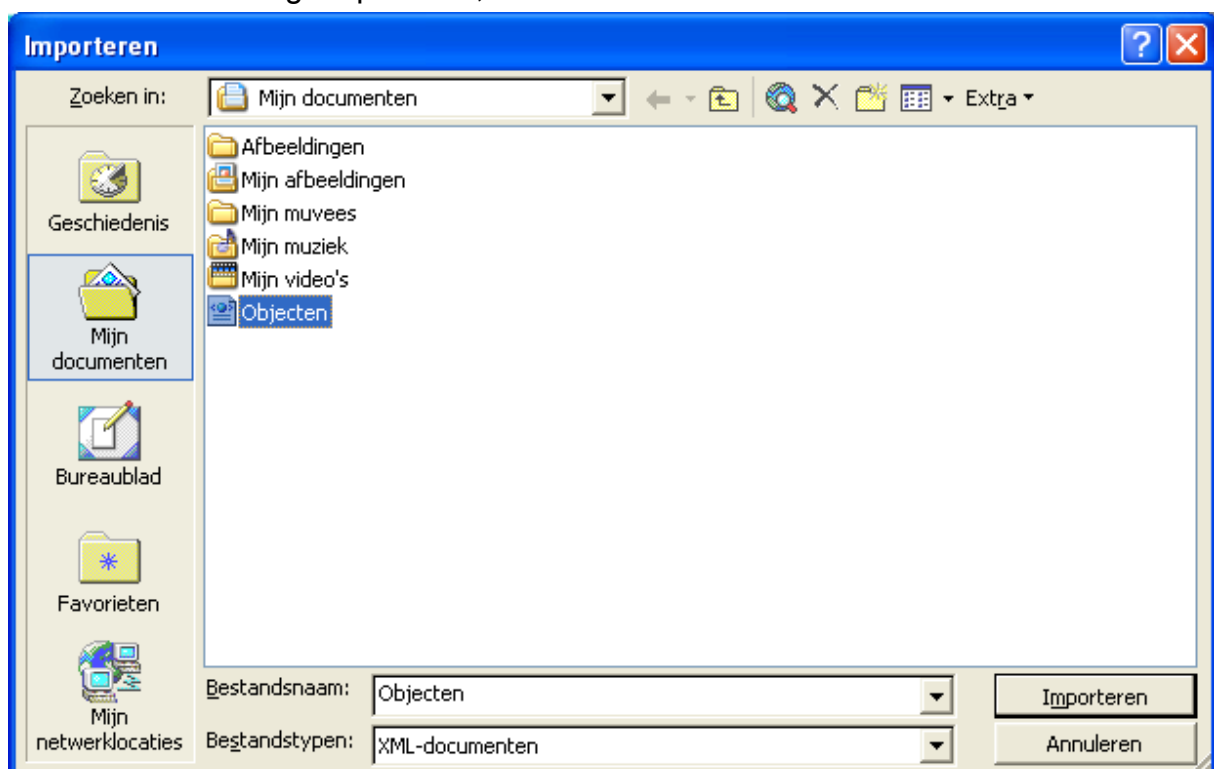 Importeren
Zoeken in:
Mijn documenten
Extra
Geschiedenis
Mijn
documenten
Bureaublad
Favorieten
Mijn
netwerklocaties
Afbeeldingen
Mijn afbeeldingen
Mijn muvees
Mijn muziek
Mijn video's
Objecten
Bestandsnaam:
Objecten
Importeren
Bestandstypen:
XML-documenten
Annuleren